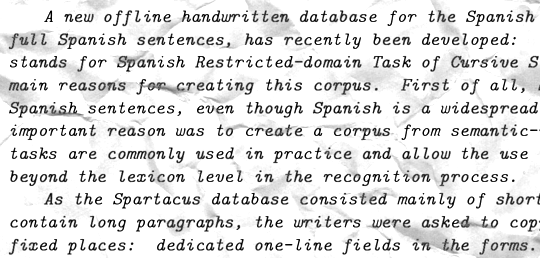 A new offline handwritten database for the Spanish
full Spanish sentences, has recently been developed:
stands for Spanish Restricted-domain Task of Cursive S
main reasons for creating this corpus. First of all,
Spanish sentences, even though Spanish is a widespread
important reason was to create a corpus from semantic-
tasks are commonly used in practice and allow the use
beyond the lexicon level in the recognition process.
As the Spartacus database consisted mainly of short
contain long paragraphs, the writers were asked to cop
fixed places: dedicated one-line fields in the forms.